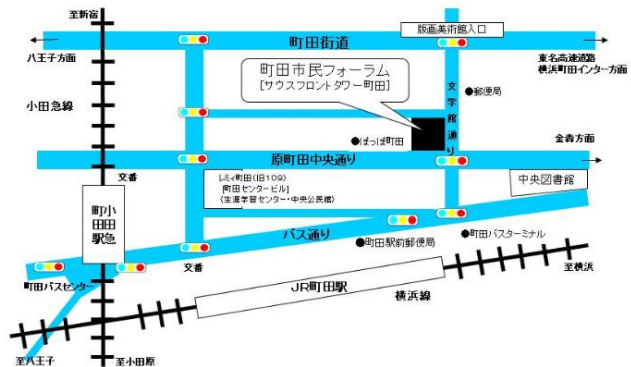 至新宿
版画美術館入口
町田街道
八王子方面
東名高速道路
横浜町田インター方面
町田市民フォーラム
[サウスフロントタワー町田]
小田急線
文学館通り
●郵便局
●ぽっぽ町田
金森方面
原町田中央通り
交番
レミィ町田(旧109)
[町田センタービル]
(生涯学習センター・中央公民館)
中央図書館
小田急
町田駅
バス通り
●町田バスターミナル
●町田駅前郵便局
交番
至横浜
町田バスセンター
JR町田駅
横浜線
至八王子
至小田原